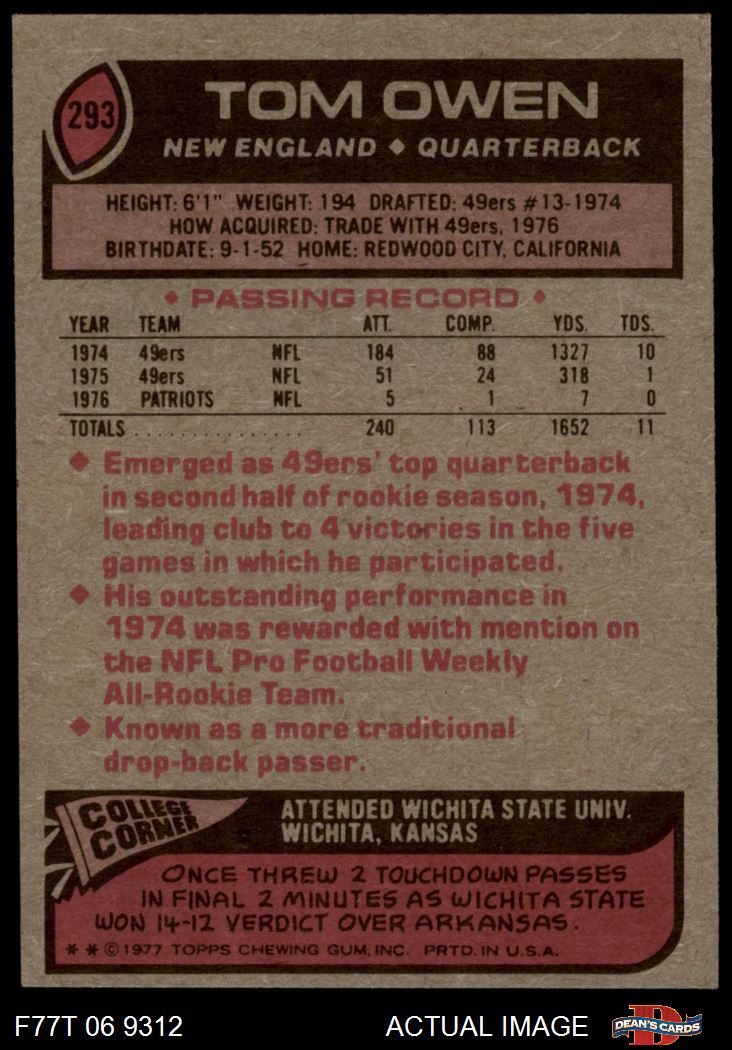 293
TOM OWEN
NEW ENGLAND ◆ QUARTERBACK
HEIGHT: 6'1" WEIGHT: 194 DRAFTED: 49ers #13-1974
HOW ACQUIRED: TRADE WITH 49ers, 1976
BIRTHDATE: 9-1-52 HOME: REDWOOD CITY, CALIFORNIA
◆ PASSING RECORD ◆
YEAR TEAM ATT. COMP. YDS. TDS.
1974 49ers NFL 184 88 1327 10
1975 49ers NFL 51 24 318 1
1976 PATRIOTS NFL 5 1 7 0
TOTALS . . . . . . . . . . . . . . . 240 113 1652 11
◆ Emerged as 49ers' top quarterback
in second half of rookie season, 1974,
leading club to 4 victories in the five
games in which he participated.
◆ His outstanding performance in
1974 was rewarded with mention on
the NFL Pro Football Weekly
All-Rookie Team.
◆ Known as a more traditional
drop-back passer.
COLLEGE
CORNER
ATTENDED WICHITA STATE UNIV.
WICHITA, KANSAS
ONCE THREW 2 TOUCHDOWN PASSES
IN FINAL 2 MINUTES AS WICHITA STATE
WON 14-12 VERDICT OVER ARKANSAS.
* * © 1977 TOPPS CHEWING GUM, INC. PRTD. IN U.S.A.
F77T 06 9312 ACTUAL IMAGE
D
DEAN'S CARDS